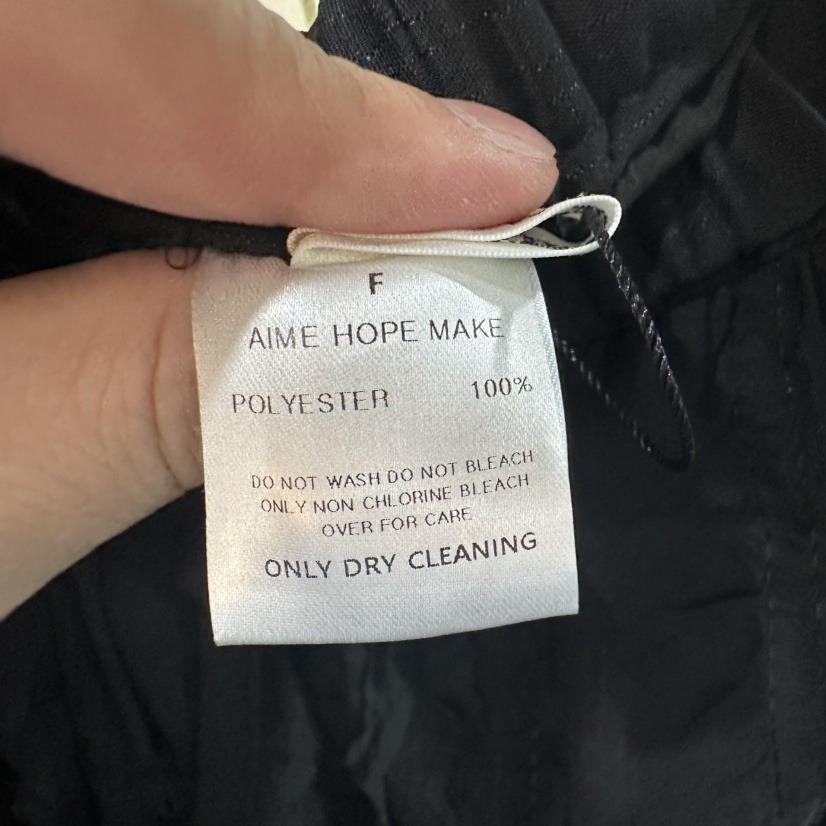 F
AIME HOPE MAKE
POLYESTER 100%
DO NOT WASH DO NOT BLEACH
ONLY NON CHLORINE BLEACH
OVER FOR CARE
ONLY DRY CLEANING